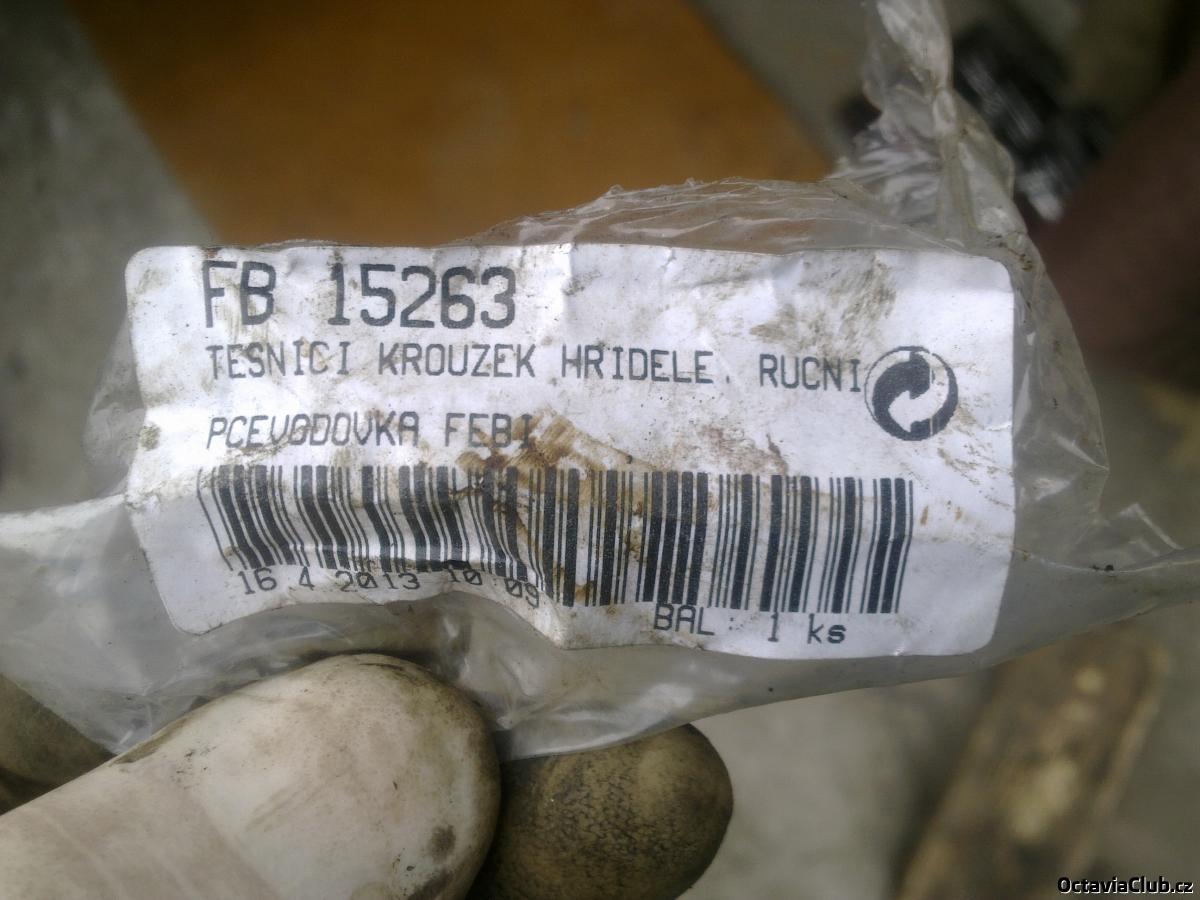 FB 15263
TESNICI KROUZEK HRIDELE, RUCNI
PCEVODOVKA FEBI
16 4 2013 10 09
BAL: 1 ks
OctaviaClub.cz